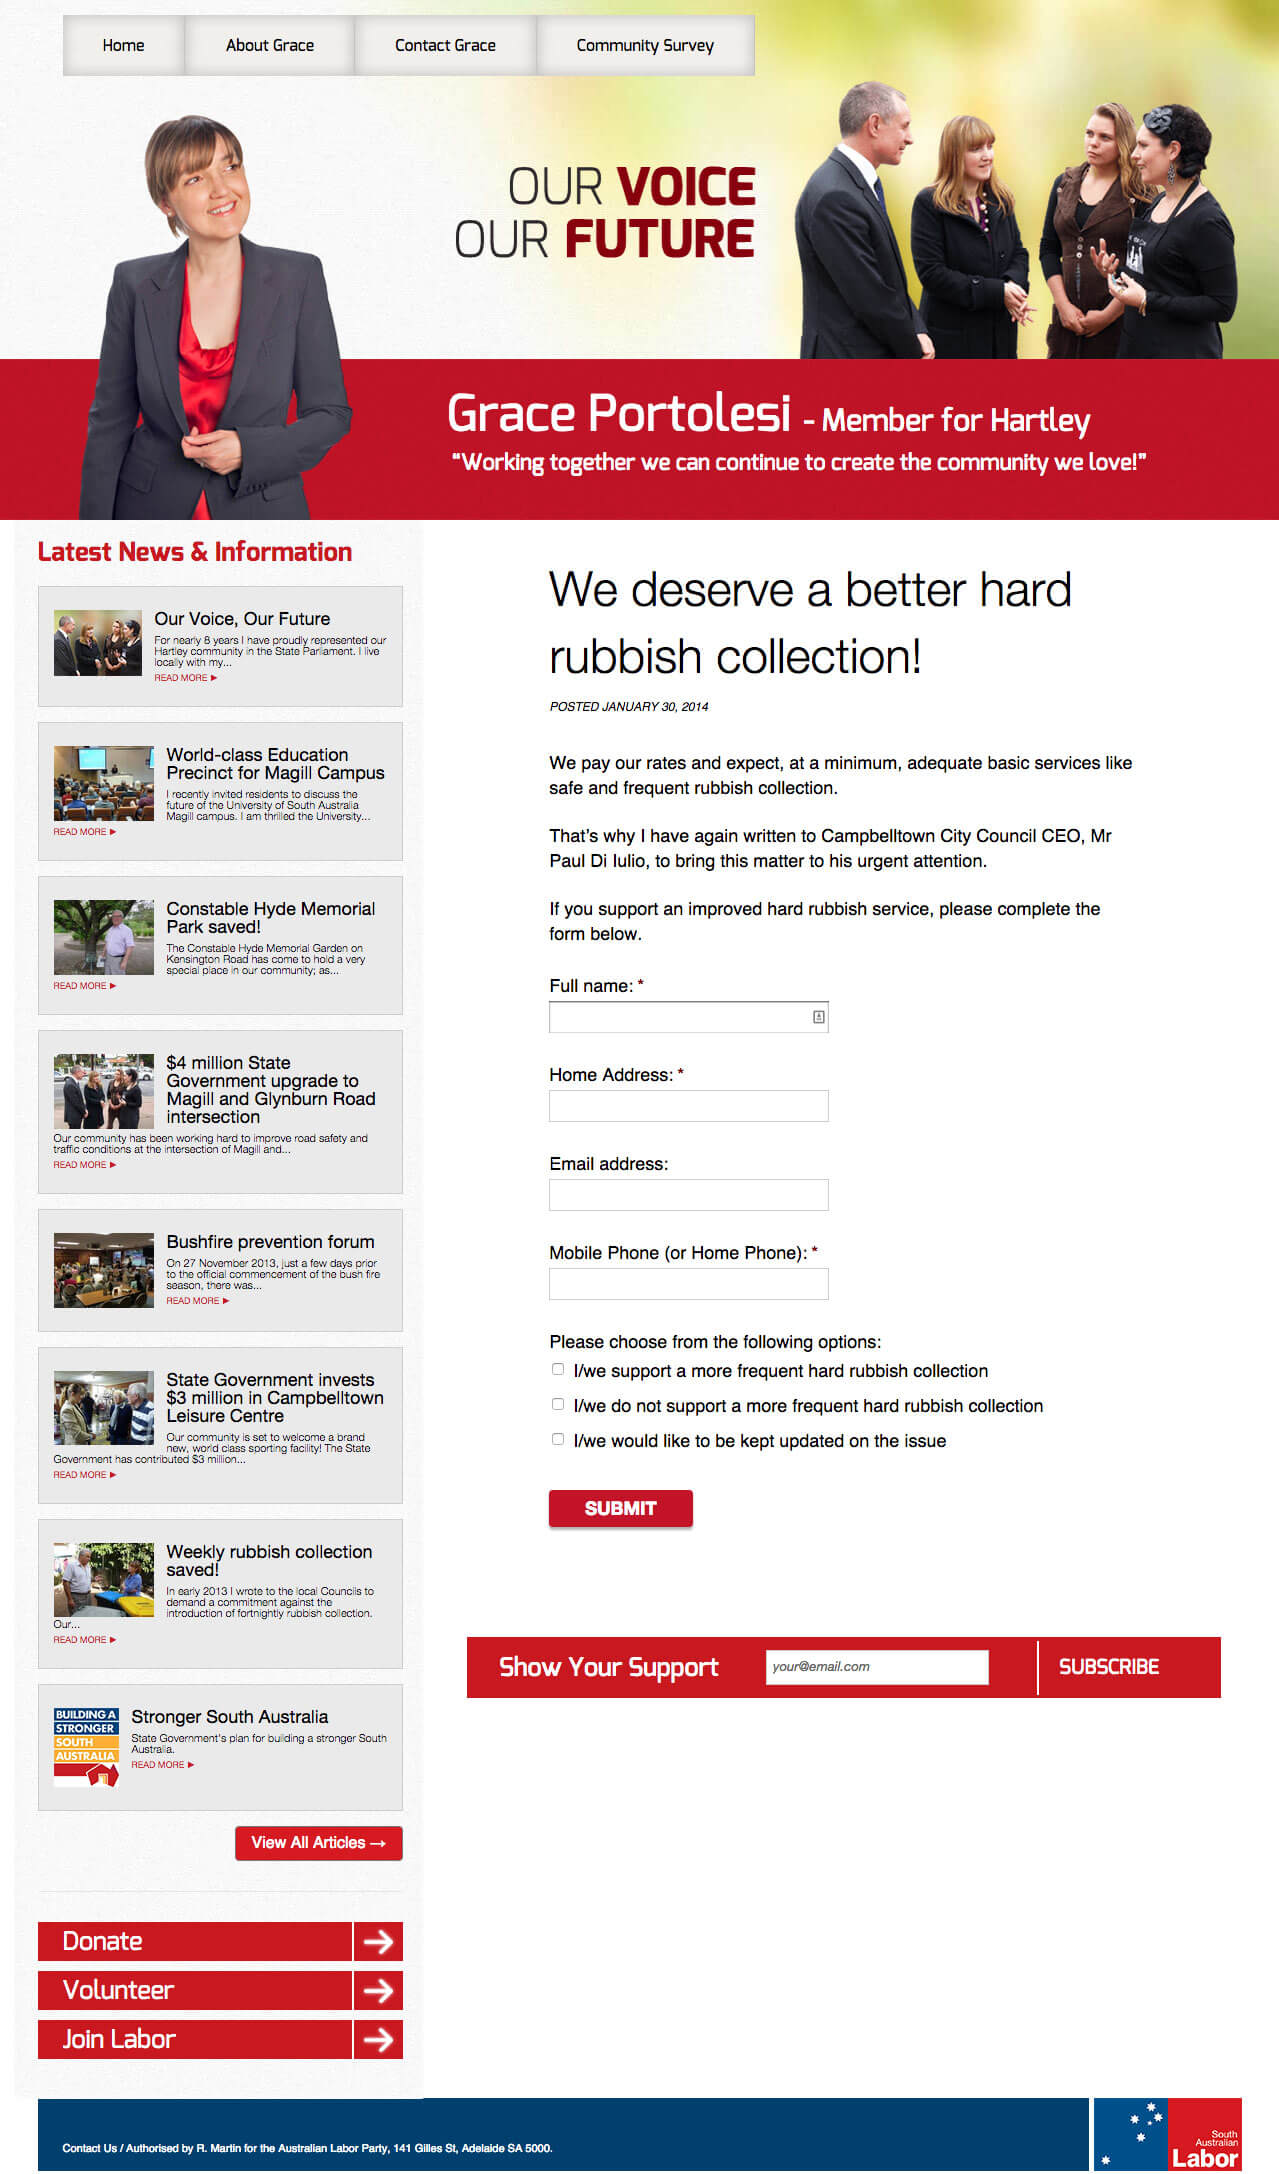 Home
About Grace
Contact Grace
Community Survey
OUR VOICE
OUR FUTURE
Grace Portolesi - Member for Hartley
“Working together we can continue to create the community we love!”
Latest News & Information
Our Voice, Our Future
For nearly 8 years I have proudly represented our
Hartley community in the State Parliament. I live
locally with my...
READ MORE ▶
World-class Education
Precinct for Magill Campus
I recently invited residents to discuss the
future of the University of South Australia
Magill campus. I am thrilled the University...
READ MORE ▶
Constable Hyde Memorial
Park saved!
The Constable Hyde Memorial Garden on
Kensington Road has come to hold a very
special place in our community; as...
READ MORE ▶
$4 million State
Government upgrade to
Magill and Glynburn Road
intersection
Our community has been working hard to improve road safety and
traffic conditions at the intersection of Magill and...
READ MORE ▶
Bushfire prevention forum
On 27 November 2013, just a few days prior
to the official commencement of the bush fire
season, there was...
READ MORE ▶
State Government invests
$3 million in Campbelltown
Leisure Centre
Our community is set to welcome a brand
new, world class sporting facility! The State
Government has contributed $3 million...
READ MORE ▶
Weekly rubbish collection
saved!
In early 2013 I wrote to the local Councils to
demand a commitment against the
introduction of fortnightly rubbish collection.
Our...
READ MORE ▶
BUILDING A
STRONGER
SOUTH
AUSTRALIA
Stronger South Australia
State Government's plan for building a stronger South
Australia.
READ MORE ▶
View All Articles →
Donate
Volunteer
Join Labor
We deserve a better hard
rubbish collection!
POSTED JANUARY 30, 2014
We pay our rates and expect, at a minimum, adequate basic services like
safe and frequent rubbish collection.
That’s why I have again written to Campbelltown City Council CEO, Mr
Paul Di Iulio, to bring this matter to his urgent attention.
If you support an improved hard rubbish service, please complete the
form below.
Full name: *
Home Address: *
Email address:
Mobile Phone (or Home Phone): *
Please choose from the following options:
I/we support a more frequent hard rubbish collection
I/we do not support a more frequent hard rubbish collection
I/we would like to be kept updated on the issue
SUBMIT
Show Your Support
your@email.com
SUBSCRIBE
Contact Us / Authorised by R. Martin for the Australian Labor Party, 141 Gilles St, Adelaide SA 5000.
South
Australian
Labor